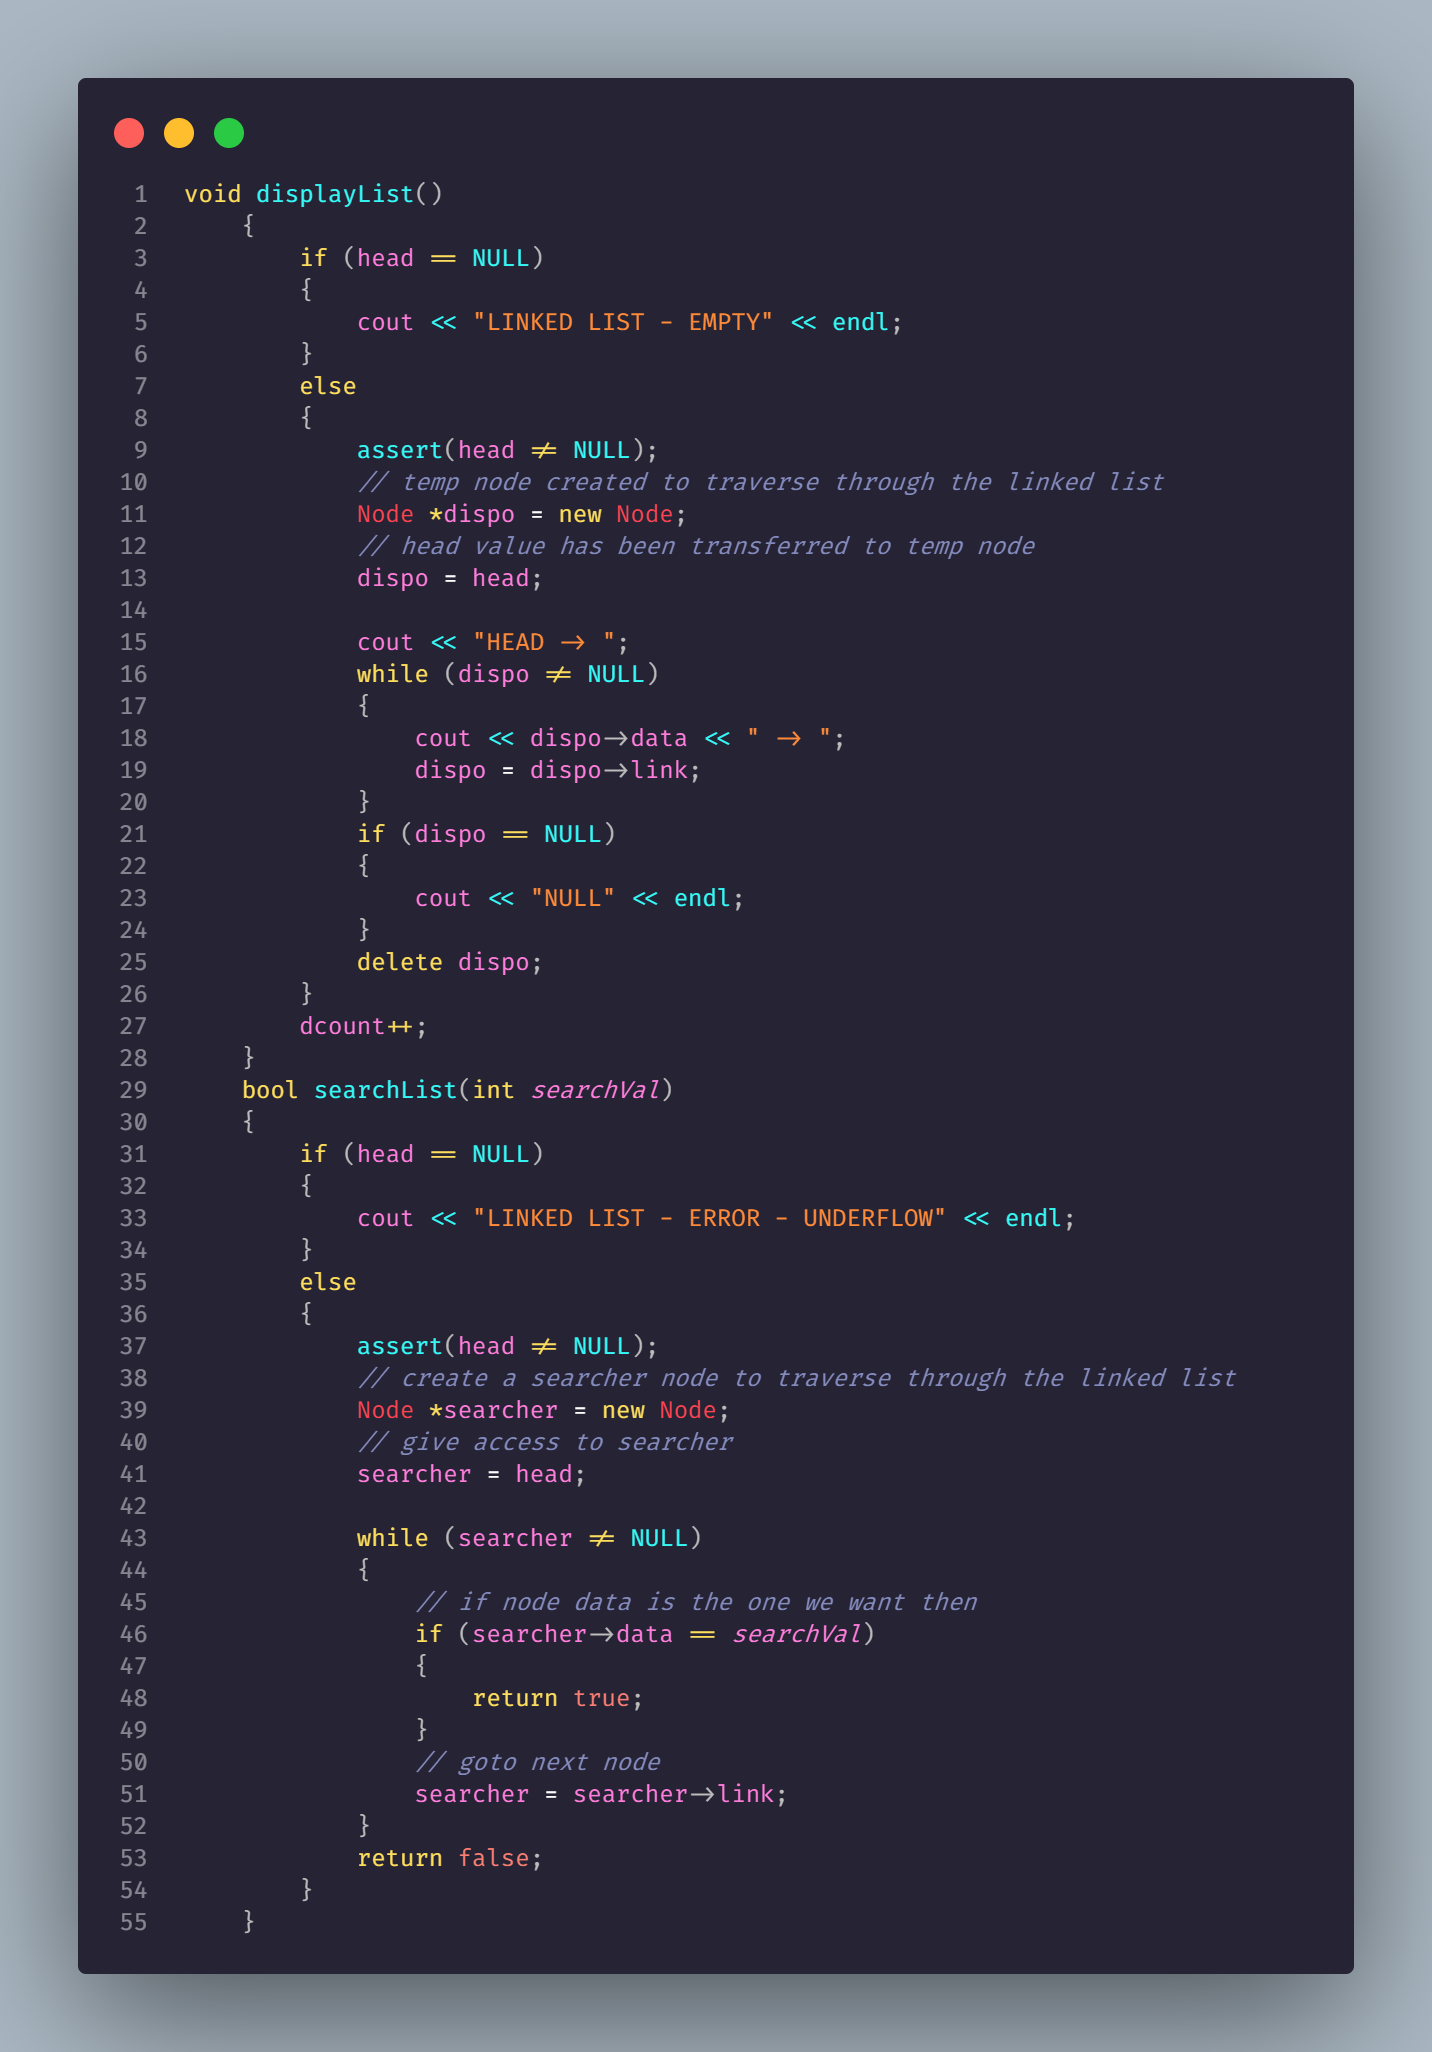 1 void displayList()
2 {
3 if (head == NULL)
4 {
5 cout << "LINKED LIST - EMPTY" << endl;
6 }
7 else
8 {
9 assert(head != NULL);
10 // temp node created to traverse through the linked list
11 Node *dispo = new Node;
12 // head value has been transferred to temp node
13 dispo = head;
14
15 cout << "HEAD -> ";
16 while (dispo != NULL)
17 {
18 cout << dispo->data << " -> ";
19 dispo = dispo->link;
20 }
21 if (dispo == NULL)
22 {
23 cout << "NULL" << endl;
24 }
25 delete dispo;
26 }
27 dcount++;
28 }
29 bool searchList(int searchVal)
30 {
31 if (head == NULL)
32 {
33 cout << "LINKED LIST - ERROR - UNDERFLOW" << endl;
34 }
35 else
36 {
37 assert(head != NULL);
38 // create a searcher node to traverse through the linked list
39 Node *searcher = new Node;
40 // give access to searcher
41 searcher = head;
42
43 while (searcher != NULL)
44 {
45 // if node data is the one we want then
46 if (searcher->data == searchVal)
47 {
48 return true;
49 }
50 // goto next node
51 searcher = searcher->link;
52 }
53 return false;
54 }
55 }